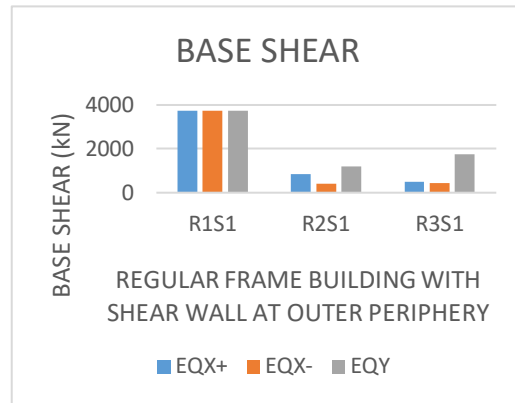 BASE SHEAR
BASE SHEAR (kN)
4000
2000
0
R1S1 R2S1 R3S1
REGULAR FRAME BUILDING WITH
SHEAR WALL AT OUTER PERIPHERY
EQX+ EQX- EQY